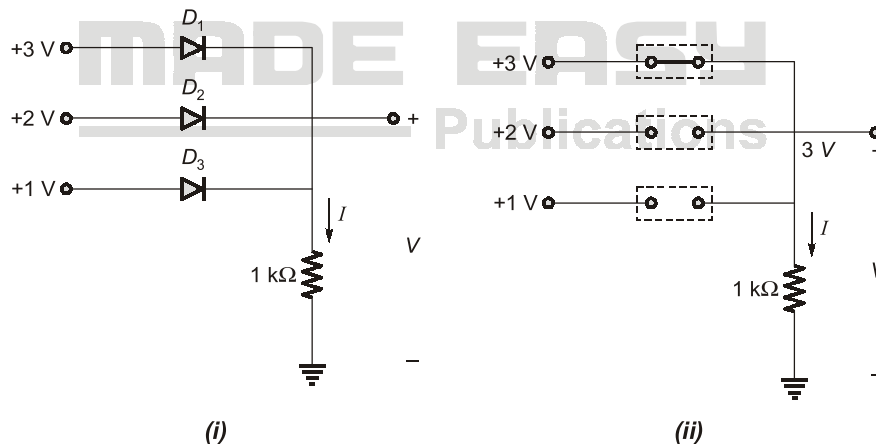 MADE EASY
Publications
D1
+3 V
D2
+2 V
+
D3
+1 V
I
V
1 kΩ
–
(i)
+3 V
+2 V
3 V
+1 V
I
1 kΩ
–
(ii)